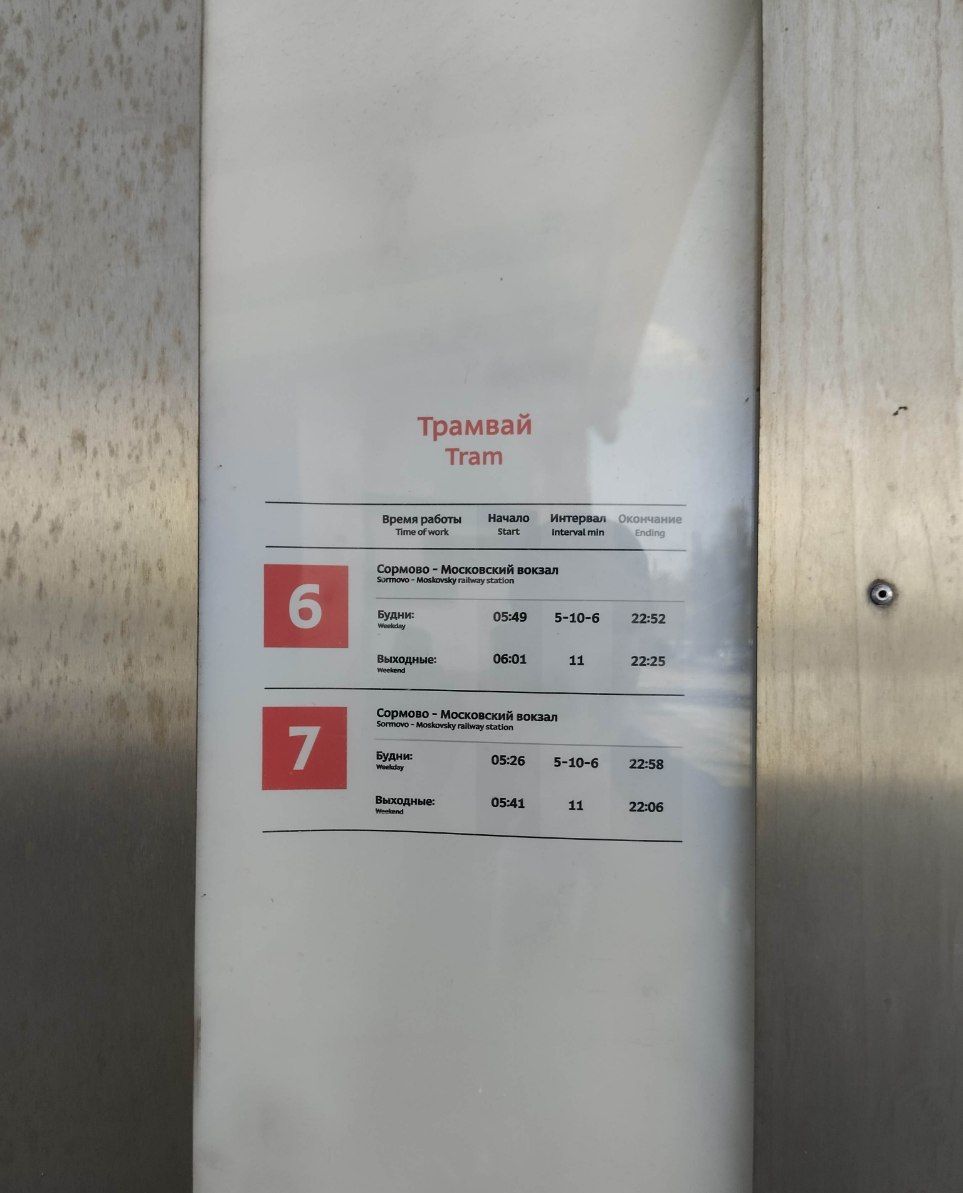 Трамвай
Tram
Время работы Начало Интервал Окончание
Time of work Start Interval min Ending
6
Сормово - Московский вокзал
Sormovo - Moskovsky railway station
Будни: 05:49 5-10-6 22:52
Weekday
Выходные: 06:01 11 22:25
Weekend
7
Сормово - Московский вокзал
Sormovo - Moskovsky railway station
Будни: 05:26 5-10-6 22:58
Weekday
Выходные: 05:41 11 22:06
Weekend